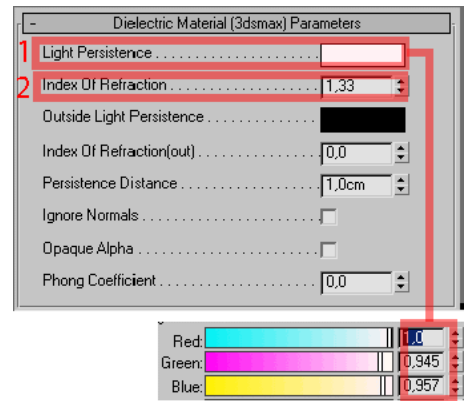 - Dielectric Material (3dsmax) Parameters
1 Light Persistence . . . . . . . . . . . . . . . . . . . . .
2 Index Of Refraction . . . . . . . . . . . . . . . . . . . 1,33
Outside Light Persistence . . . . . . . . . . . . . .
Index Of Refraction(out) . . . . . . . . . . . . . . . 0,0
Persistence Distance . . . . . . . . . . . . . . . . . 1,0cm
Ignore Normals . . . . . . . . . . . . . . . . . . . . . .
Opaque Alpha . . . . . . . . . . . . . . . . . . . . . . .
Phong Coefficient . . . . . . . . . . . . . . . . . . . . 0,0
Red: 1,0
Green: 0,945
Blue: 0,957